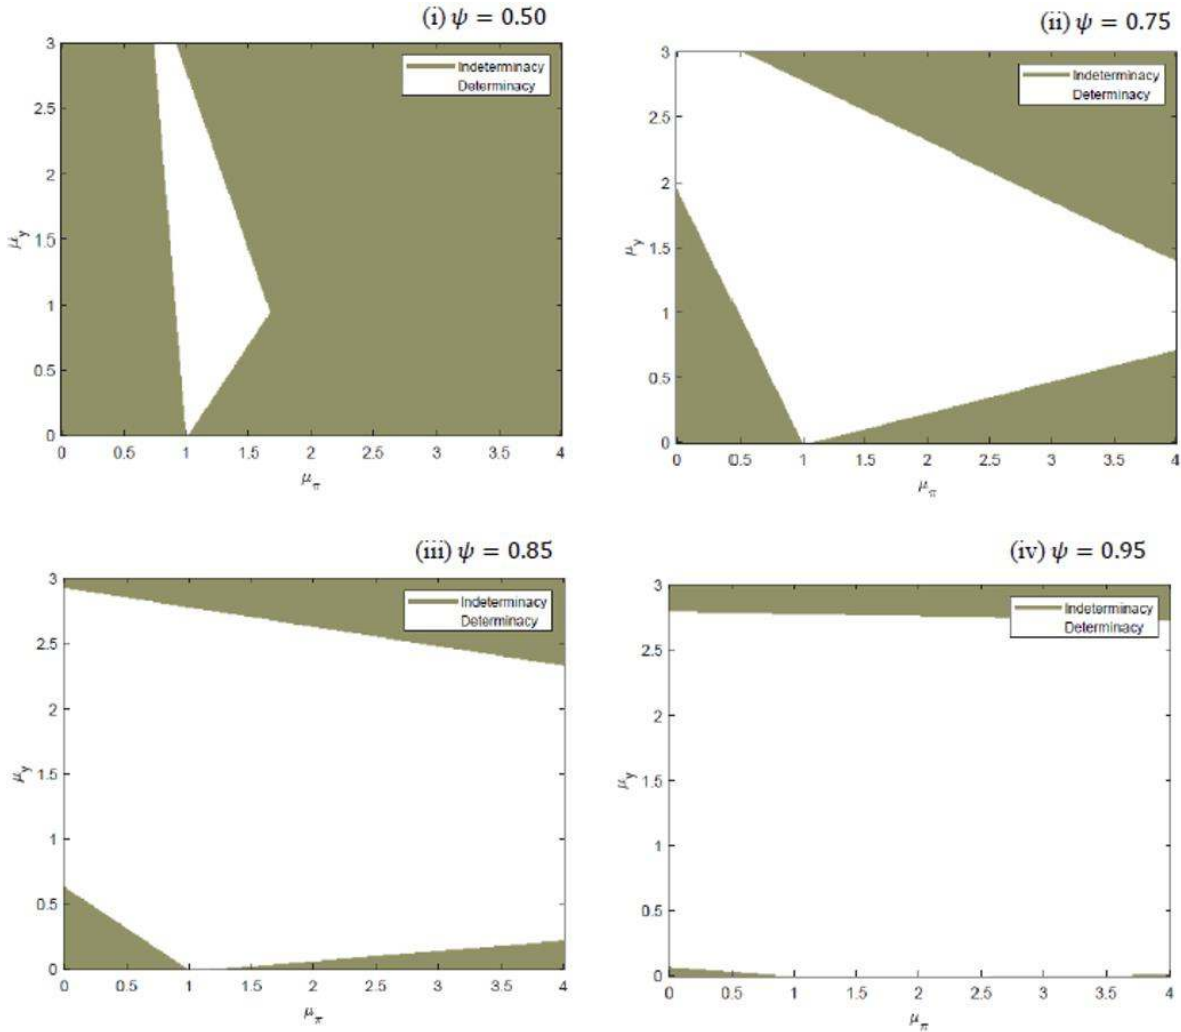 (i) ψ = 0.50
3
2.5
2
1.5
1
0.5
0
μy
Indeterminacy
Determinacy
0 0.5 1 1.5 2 2.5 3 3.5 4
μπ
(ii) ψ = 0.75
3
2.5
2
1.5
1
0.5
0
μy
Indeterminacy
Determinacy
0 0.5 1 1.5 2 2.5 3 3.5 4
μπ
(iii) ψ = 0.85
3
2.5
2
1.5
1
0.5
0
μy
Indeterminacy
Determinacy
0 0.5 1 1.5 2 2.5 3 3.5 4
μπ
(iv) ψ = 0.95
3
2.5
2
1.5
1
0.5
0
μy
Indeterminacy
Determinacy
0 0.5 1 1.5 2 2.5 3 3.5 4
μπ